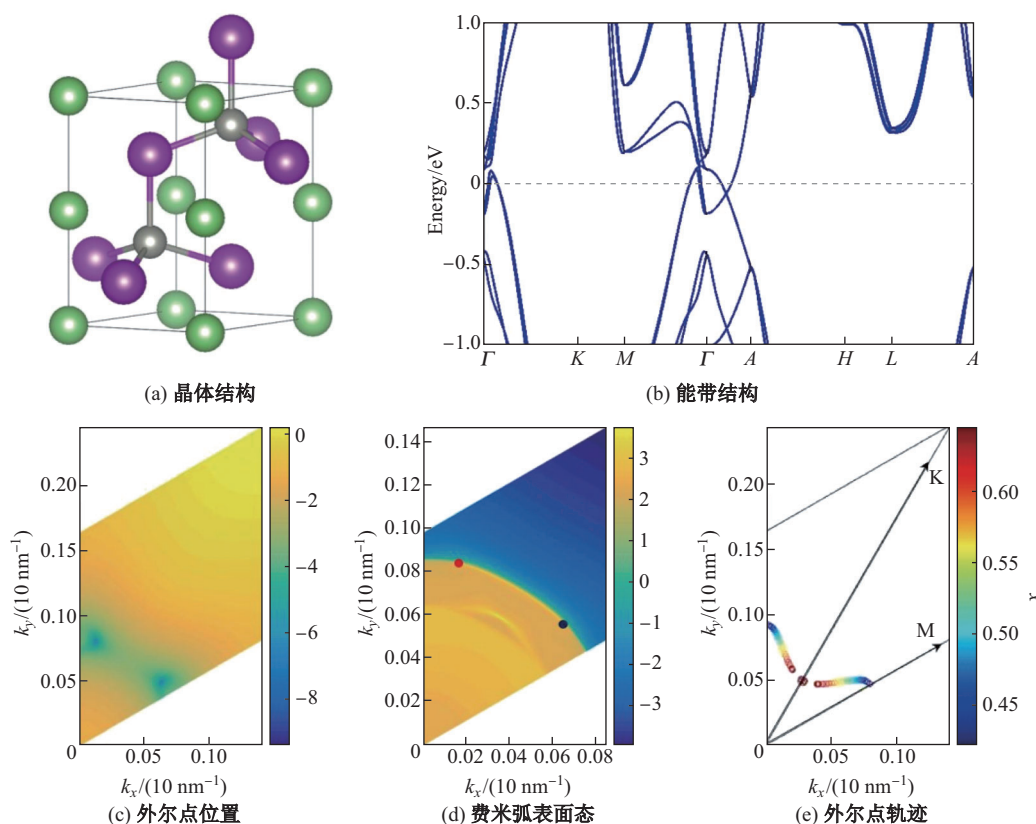 (a) 晶体结构
Energy/eV
1.0
0.5
0
−0.5
−1.0
Γ K M Γ A H L A
(b) 能带结构
k_y/(10 nm⁻¹)
0.20
0.15
0.10
0.05
0
0.05 0.10
k_x/(10 nm⁻¹)
0
−2
−4
−6
−8
(c) 外尔点位置
k_y/(10 nm⁻¹)
0.14
0.12
0.10
0.08
0.06
0.04
0.02
0
0.02 0.04 0.06 0.08
k_x/(10 nm⁻¹)
3
2
1
0
−1
−2
−3
(d) 费米弧表面态
k_y/(10 nm⁻¹)
0.20
0.15
0.10
0.05
0
0.05 0.10
k_x/(10 nm⁻¹)
K
M
0.60
x
0.50
0.45
(e) 外尔点轨迹